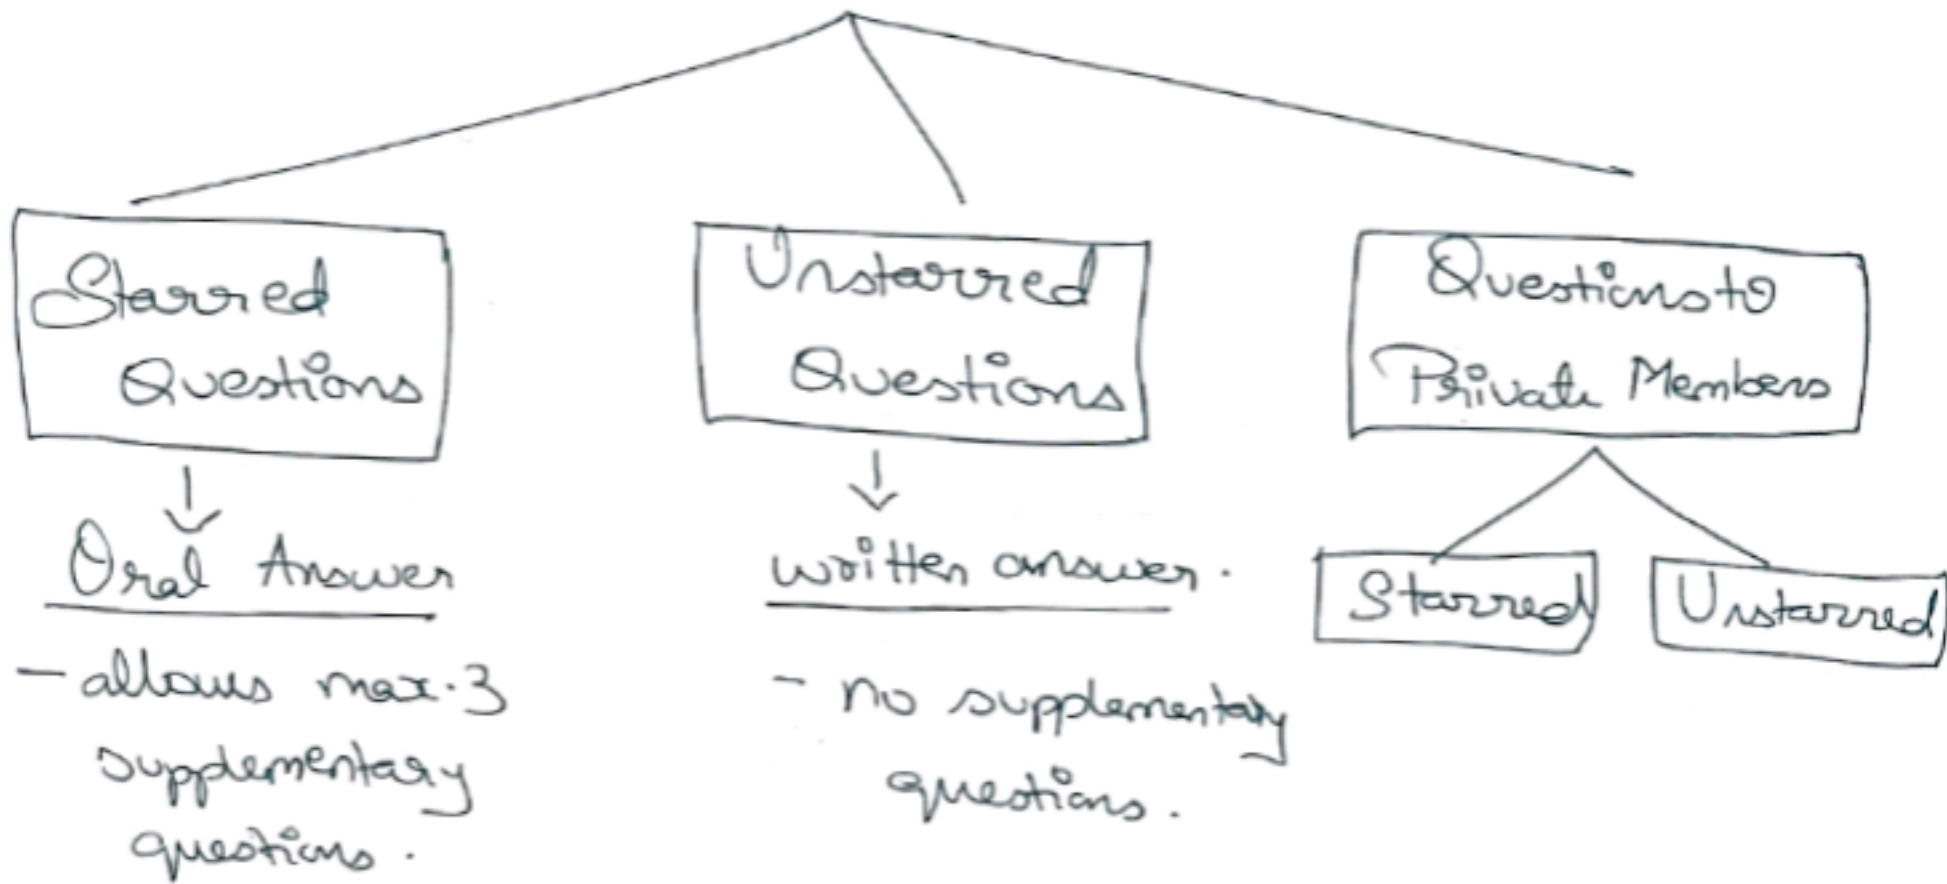 Starred
Questions
Oral Answer
- allows max. 3
supplementary
questions.
Unstarred
Questions
written answer.
- no supplementary
questions.
Questions to
Private Members
Starred
Unstarred